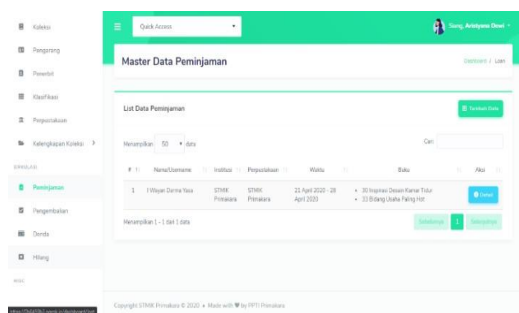 Koleksi
Pengarang
Penerbit
Klasifikasi
Perpustakaan
Kelengkapan Koleksi
Peminjaman
Pengembalian
Denda
Hilang
Quick Access
Sang, Aristyana Dewi
Master Data Peminjaman
Dashboard / Loan
List Data Peminjaman
Tambah Data
Menampilkan 50 data
Cari:
# Nama/Username Institusi Perpustakaan Waktu Buku Aksi
1 I Wayan Darma Yasa STMIK Primakara STMIK Primakara 21 April 2020 - 28 April 2020
30 Inspirasi Desain Kamar Tidur
21 Bidang Usaha Paling Hot
Detail
Menampilkan 1 - 1 dari 1 data
Sebelumnya 1 Selanjutnya
Copyright STMIK Primakara © 2020 • Made with by PPTI Primakara